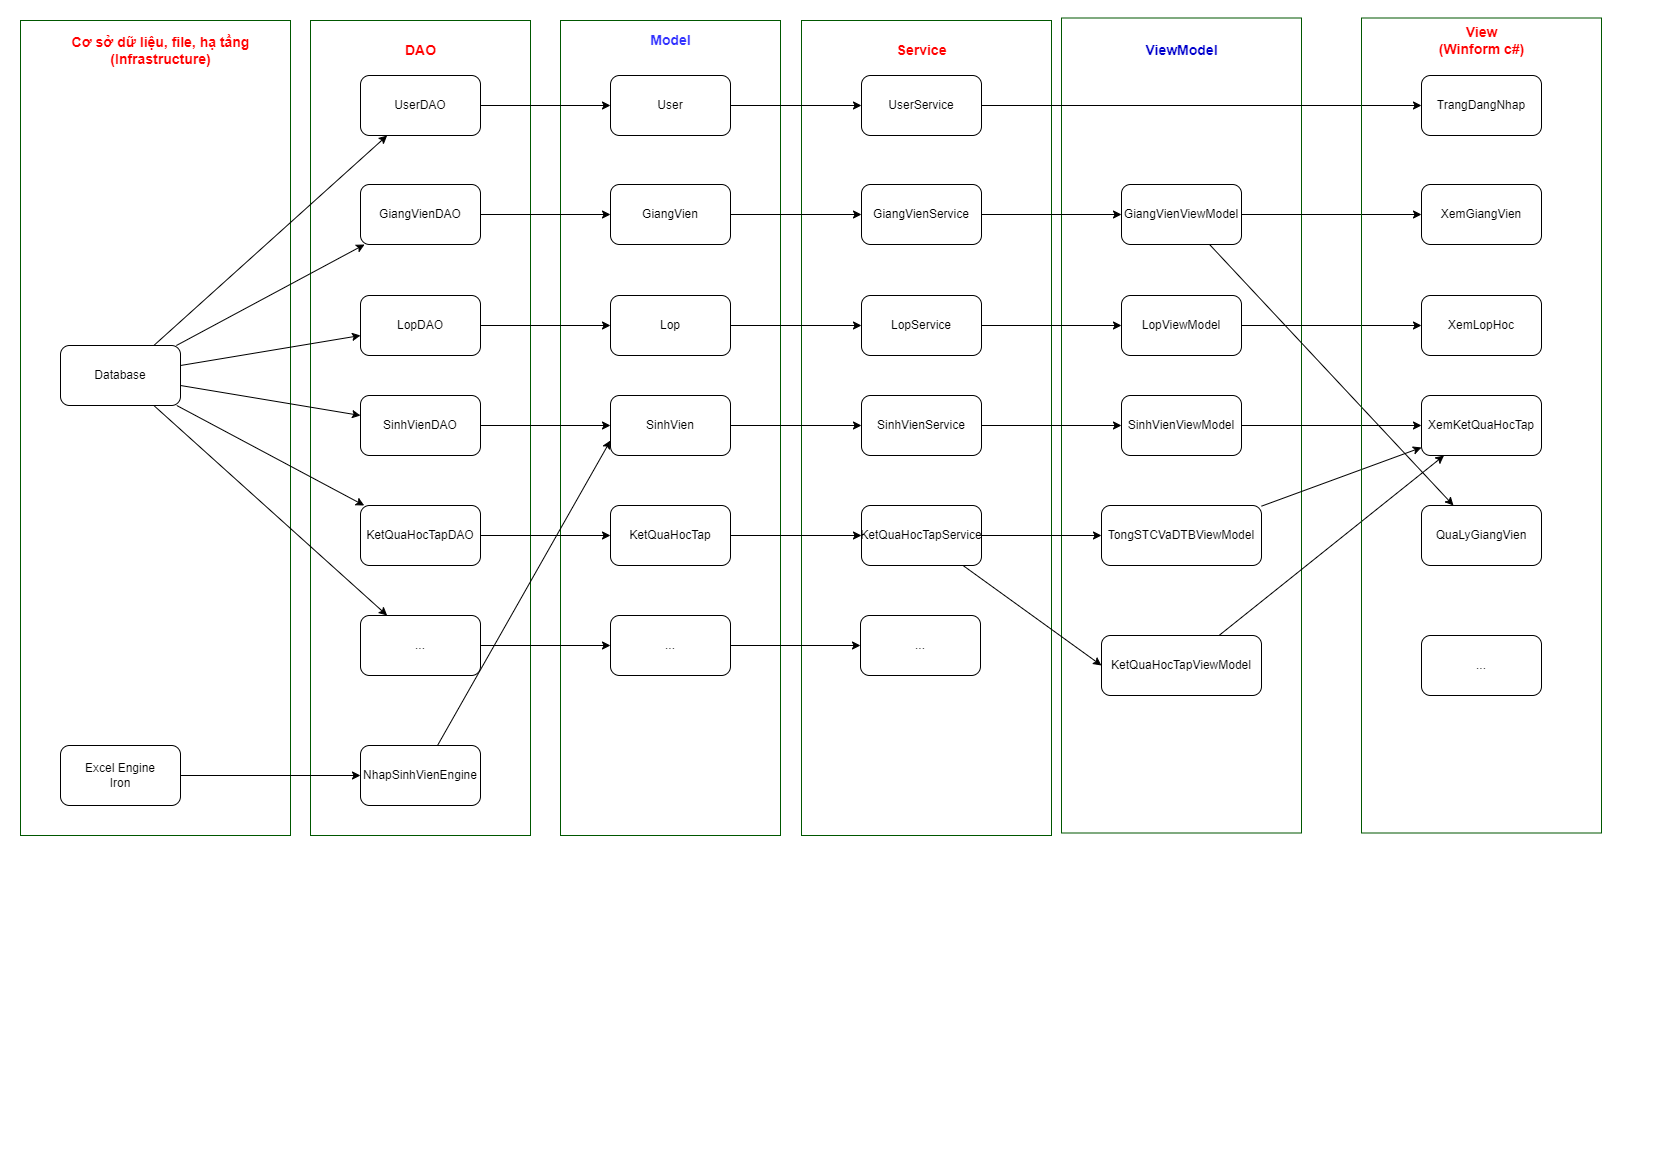 Cơ sở dữ liệu, file, hạ tầng
(Infrastructure)
DAO
Model
Service
ViewModel
View
(Winform c#)
UserDAO
User
UserService
TrangDangNhap
GiangVienDAO
GiangVien
GiangVienService
GiangVienViewModel
XemGiangVien
LopDAO
Lop
LopService
LopViewModel
XemLopHoc
Database
SinhVienDAO
SinhVien
SinhVienService
SinhVienViewModel
XemKetQuaHocTap
KetQuaHocTapDAO
KetQuaHocTap
KetQuaHocTapService
TongSTCVaDTBViewModel
QuaLyGiangVien
...
...
...
KetQuaHocTapViewModel
...
Excel Engine
Iron
NhapSinhVienEngine